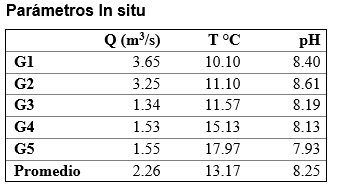 Parámetros In situ
Q (m³/s) T °C pH
G1 3.65 10.10 8.40
G2 3.25 11.10 8.61
G3 1.34 11.57 8.19
G4 1.53 15.13 8.13
G5 1.55 17.97 7.93
Promedio 2.26 13.17 8.25